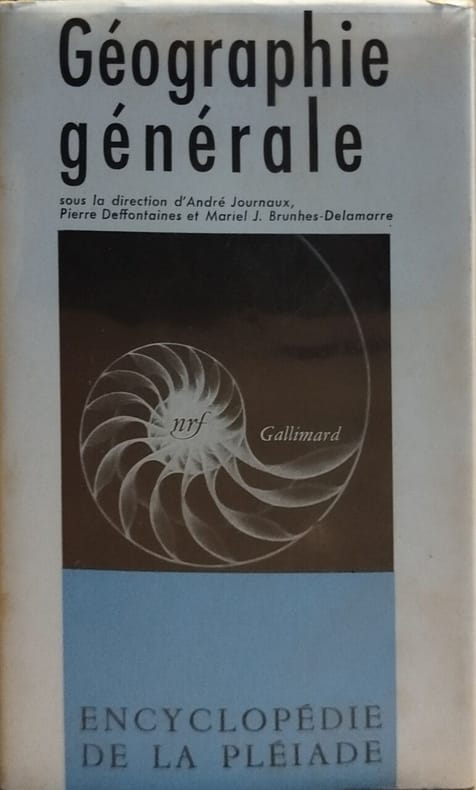 Géographie
générale
sous la direction d'André Journaux,
Pierre Deffontaines et Mariel J. Brunhes-Delamarre
nrf
Gallimard
ENCYCLOPÉDIE
DE LA PLÉIADE